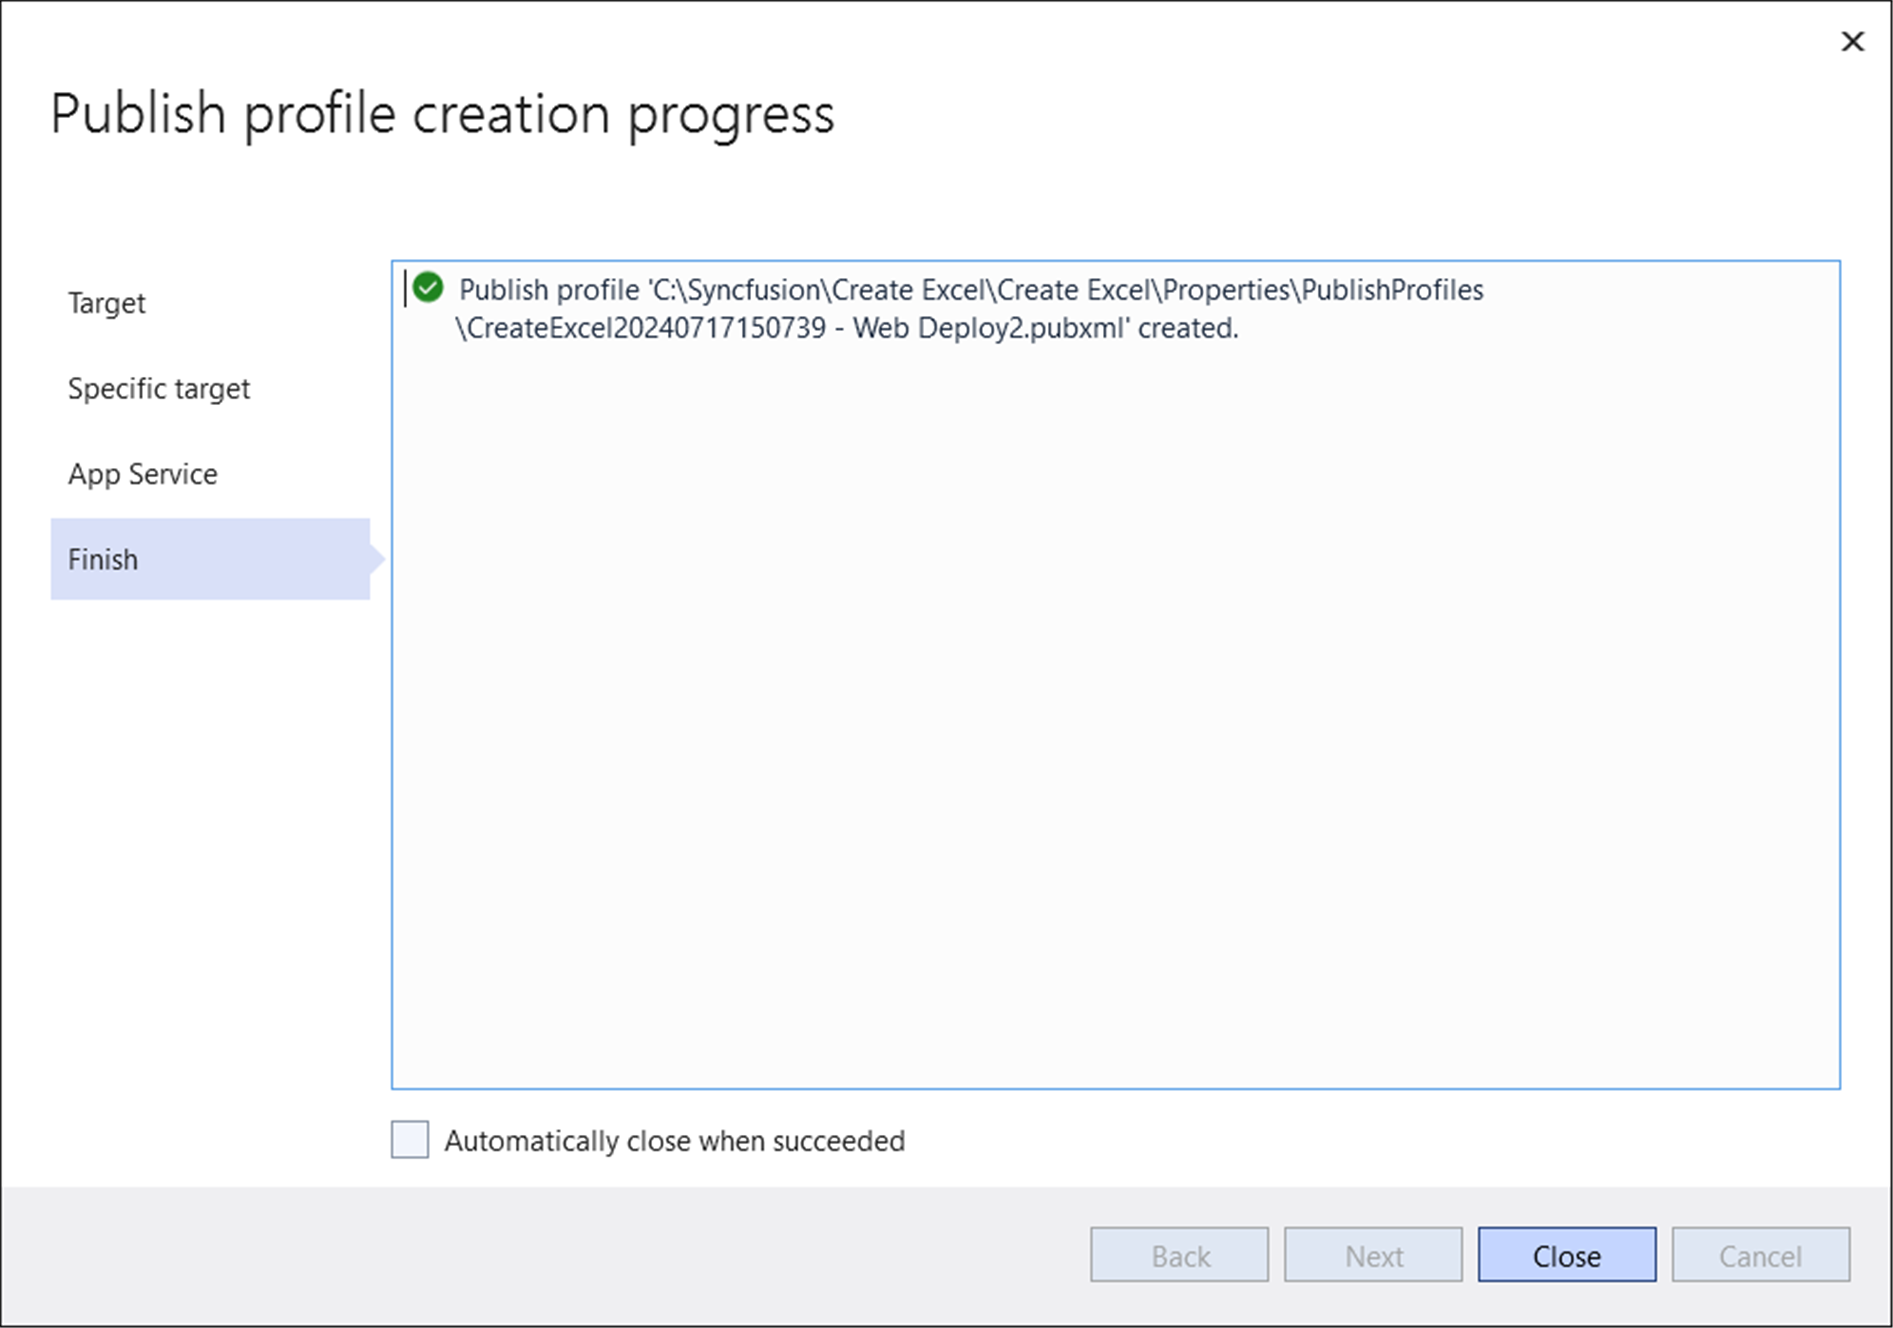 Publish profile creation progress
Target
Specific target
App Service
Finish
Publish profile 'C:\Syncfusion\Create Excel\Create Excel\Properties\PublishProfiles
\CreateExcel20240717150739 - Web Deploy2.pubxml' created.
Automatically close when succeeded
Back
Next
Close
Cancel